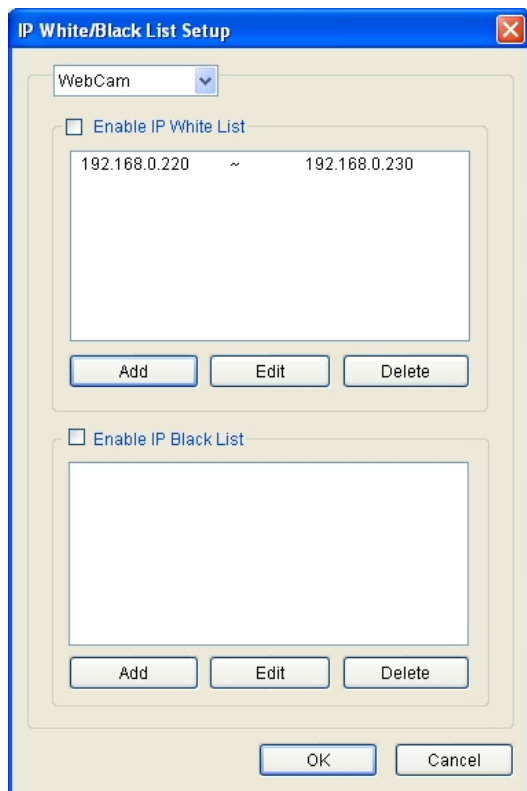 IP White/Black List Setup
WebCam
Enable IP White List
192.168.0.220 ~ 192.168.0.230
Add Edit Delete
Enable IP Black List
Add Edit Delete
OK Cancel